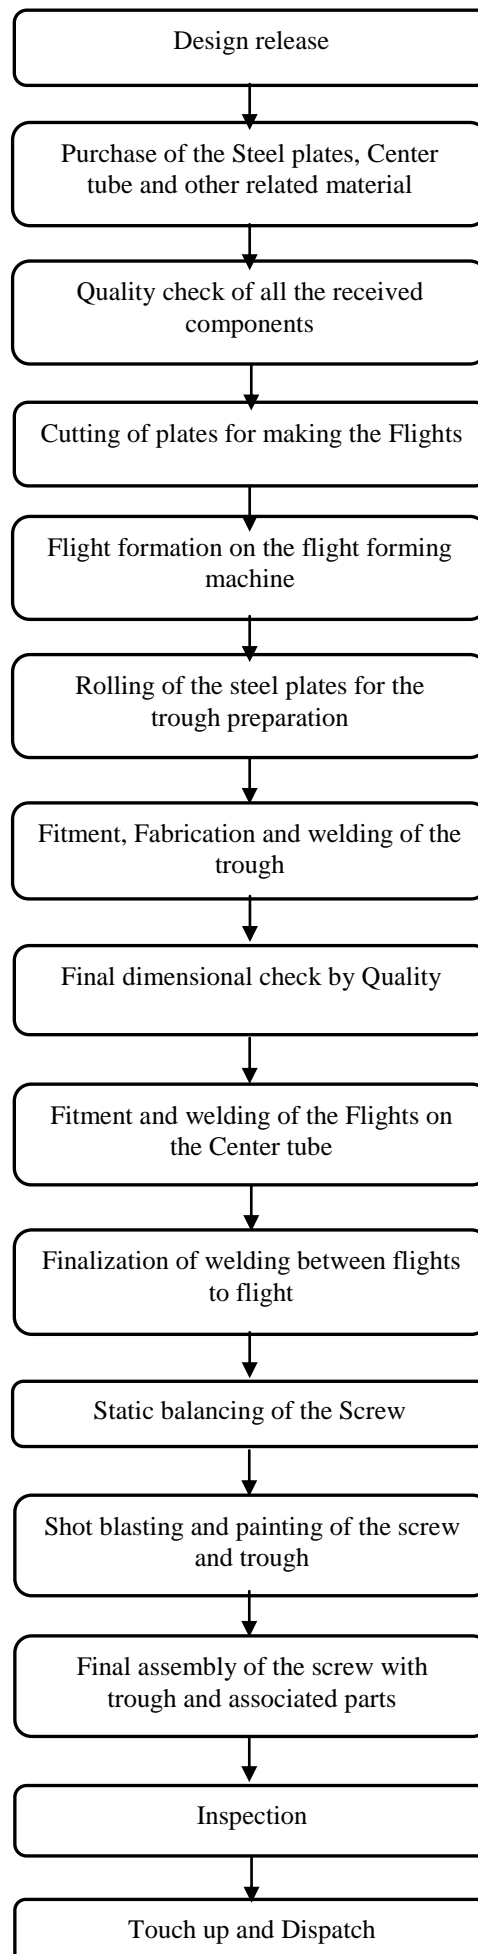 Design release
Purchase of the Steel plates, Center
tube and other related material
Quality check of all the received
components
Cutting of plates for making the Flights
Flight formation on the flight forming
machine
Rolling of the steel plates for the
trough preparation
Fitment, Fabrication and welding of the
trough
Final dimensional check by Quality
Fitment and welding of the Flights on
the Center tube
Finalization of welding between flights
to flight
Static balancing of the Screw
Shot blasting and painting of the screw
and trough
Final assembly of the screw with
trough and associated parts
Inspection
Touch up and Dispatch